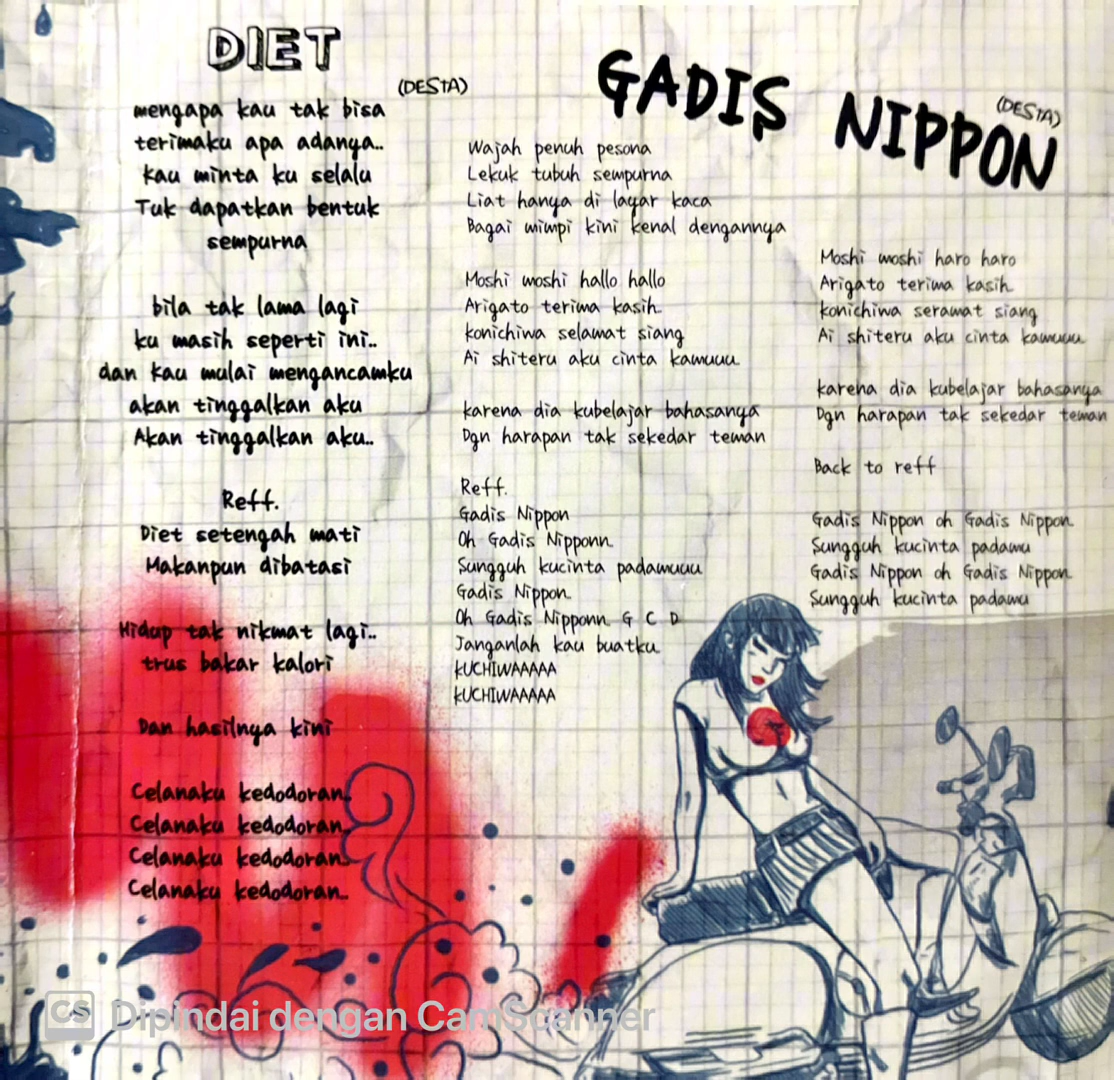 DIET
(DESTA)
mengapa kau tak bisa
terimaku apa adanya..
kau minta ku selalu
Tuk dapatkan bentuk
sempurna
bila tak lama lagi
ku masih seperti ini..
dan kau mulai mengancamku
akan tinggalkan aku
Akan tinggalkan aku..
Reff.
Diet setengah mati
Makanpun dibatasi
Hidup tak nikmat lagi..
trus bakar kalori
Dan hasilnya kini
Celanaku kedodoran..
Celanaku kedodoran..
Celanaku kedodoran..
Celanaku kedodoran..
GADIS NIPPON
(DESTA)
Wajah penuh pesona
Lekuk tubuh sempurna
Liat hanya di layar kaca
Bagai mimpi kini kenal dengannya
Moshi moshi hallo hallo
Arigato terima kasih
konichiwa selamat siang
Ai shiteru aku cinta kamuuu
karena dia kubelajar bahasanya
Dgn harapan tak sekedar teman
Reff.
Gadis Nippon
Oh Gadis Nipponn
Sungguh kucinta padamuuu
Gadis Nippon
Oh Gadis Nipponn G C D
Janganlah kau buatku
KUCHIWAAAAA
KUCHIWAAAAA
Moshi moshi haro haro
Arigato terima kasih
konichiwa serawat siang
Ai shiteru aku cinta kamuuu
karena dia kubelajar bahasanya
Dgn harapan tak sekedar teman
Back to reff
Gadis Nippon oh Gadis Nippon
Sungguh kucinta padamu
Gadis Nippon oh Gadis Nippon
Sungguh kucinta padamu
CS Dipindai dengan CamScanner